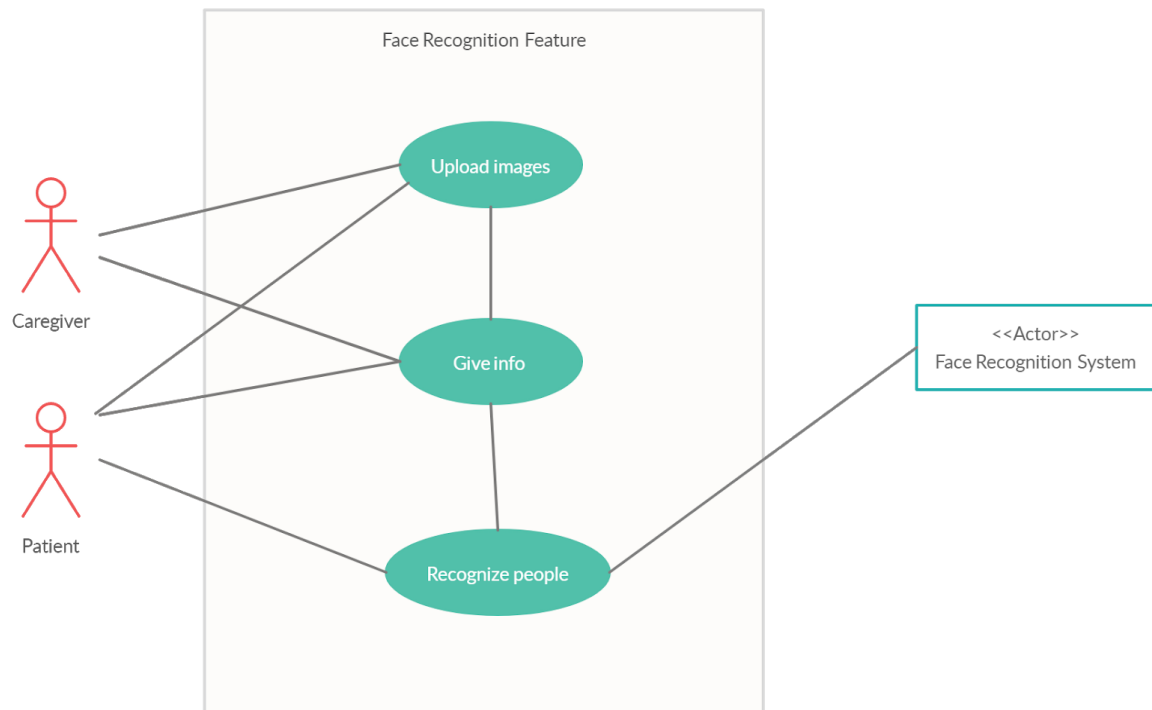 Face Recognition Feature
Upload images
Caregiver
Give info
<<Actor>>
Face Recognition System
Patient
Recognize people